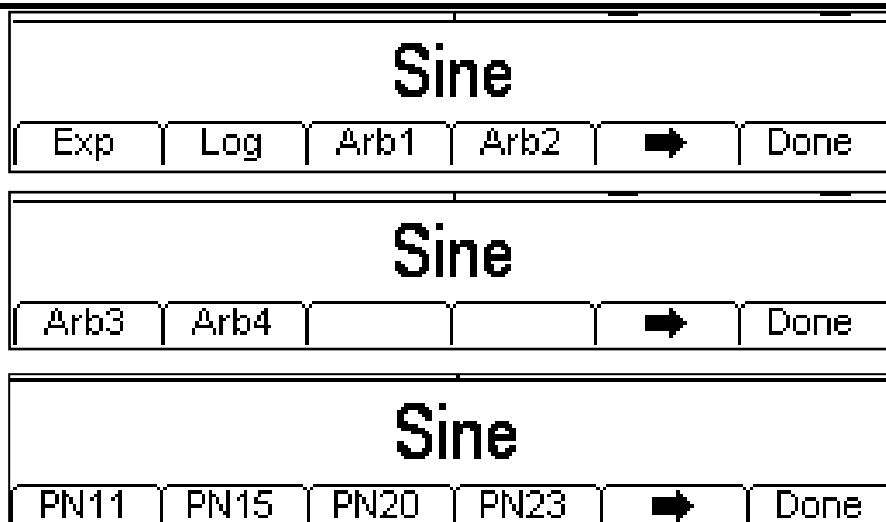 Sine
Exp Log Arb1 Arb2 ➡ Done
Sine
Arb3 Arb4 ➡ Done
Sine
PN11 PN15 PN20 PN23 ➡ Done